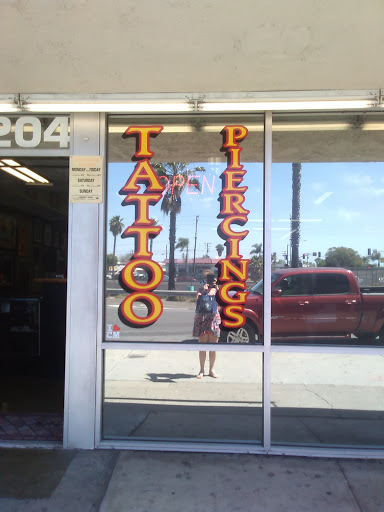 204
MONDAY - FRIDAY
SATURDAY
SUNDAY
TATTOO
OPEN
PIERCINGS